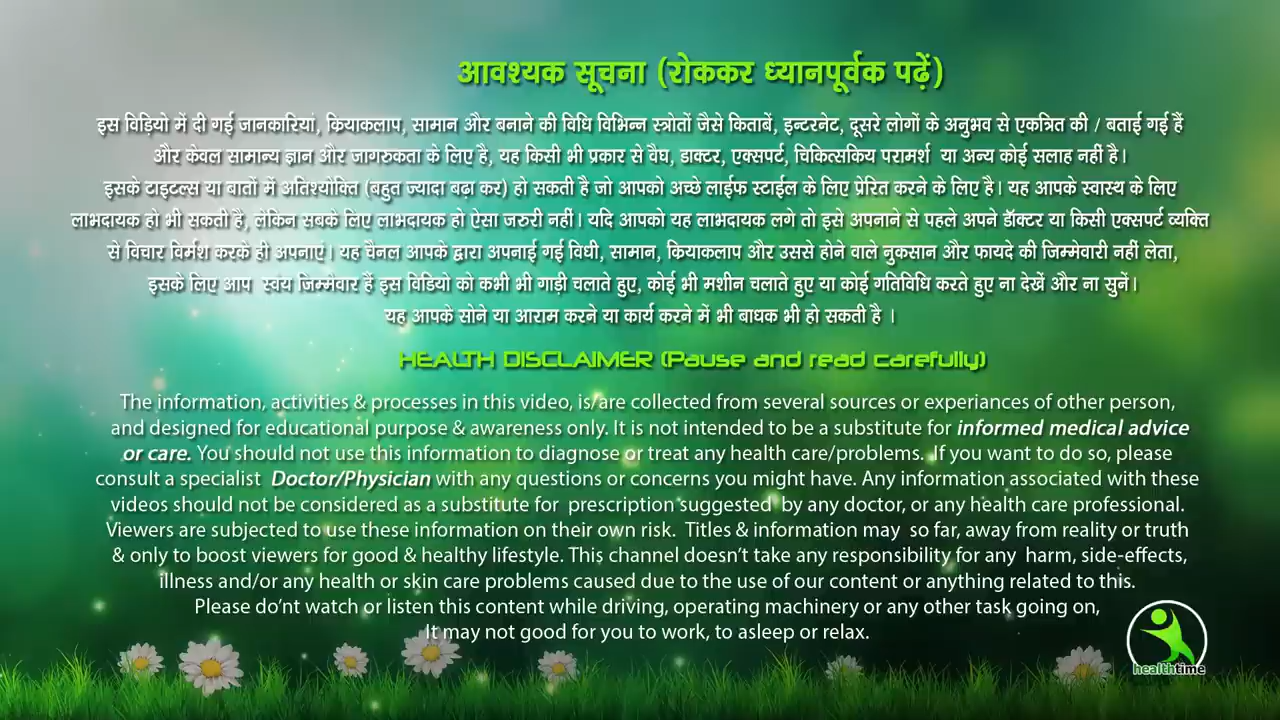 आवश्यक सूचना (रोककर ध्यानपूर्वक पढ़ें)
इस विड़ियो में दी गई जानकारियां, कियाकलाप, सामान और बनाने की विधि विभिन्न स्त्रोतों जैसे किताबें, इन्टरनेट, दूसरे लोगों के अनुभव से एकत्रित की / बताई गई हैं
और केवल सामान्य ज्ञान और जागरुकता के लिए है, यह किसी भी प्रकार से वैघ, डाक्टर, एक्सपर्ट, चिकित्सकिय परामर्श या अन्य कोई सलाह नहीं है।
इसके टाइटल्स या बातों में अतिश्योक्ति (बहुत ज्यादा बढ़ा कर) हो सकती है जो आपको अच्छे लाईफ स्टाईल के लिए प्रेरित करने के लिए है। यह आपके स्वास्थ के लिए
लाभदायक हो भी सकती है, लेकिन सबके लिए लाभदायक हो ऐसा जरुरी नहीं। यदि आपको यह लाभदायक लगे तो इसे अपनाने से पहले अपने डॉक्टर या किसी एक्सपर्ट व्यक्ति
से विचार विर्मश करके ही अपनाएं। यह चैनल आपके द्वारा अपनाई गई विधी, सामान, कियाकलाप और उससे होने वाले नुकसान और फायदे की जिम्मेवारी नहीं लेता,
इसके लिए आप स्वंय जिम्मेवार हैं इस विडियो को कभी भी गाड़ी चलाते हुए, कोई भी मशीन चलाते हुए या कोई गतिविधि करते हुए ना देखें और ना सुनें।
यह आपके सोने या आराम करने या कार्य करने में भी बाधक भी हो सकती है ।
HEALTH DISCLAIMER (Pause and read carefully)
The information, activities & processes in this video, is/are collected from several sources or experiances of other person,
and designed for educational purpose & awareness only. It is not intended to be a substitute for informed medical advice
or care. You should not use this information to diagnose or treat any health care/problems. If you want to do so, please
consult a specialist Doctor/Physician with any questions or concerns you might have. Any information associated with these
videos should not be considered as a substitute for prescription suggested by any doctor, or any health care professional.
Viewers are subjected to use these information on their own risk. Titles & information may so far, away from reality or truth
& only to boost viewers for good & healthy lifestyle. This channel doesn't take any responsibility for any harm, side-effects,
illness and/or any health or skin care problems caused due to the use of our content or anything related to this.
Please do'nt watch or listen this content while driving, operating machinery or any other task going on,
It may not good for you to work, to asleep or relax.
healthtime